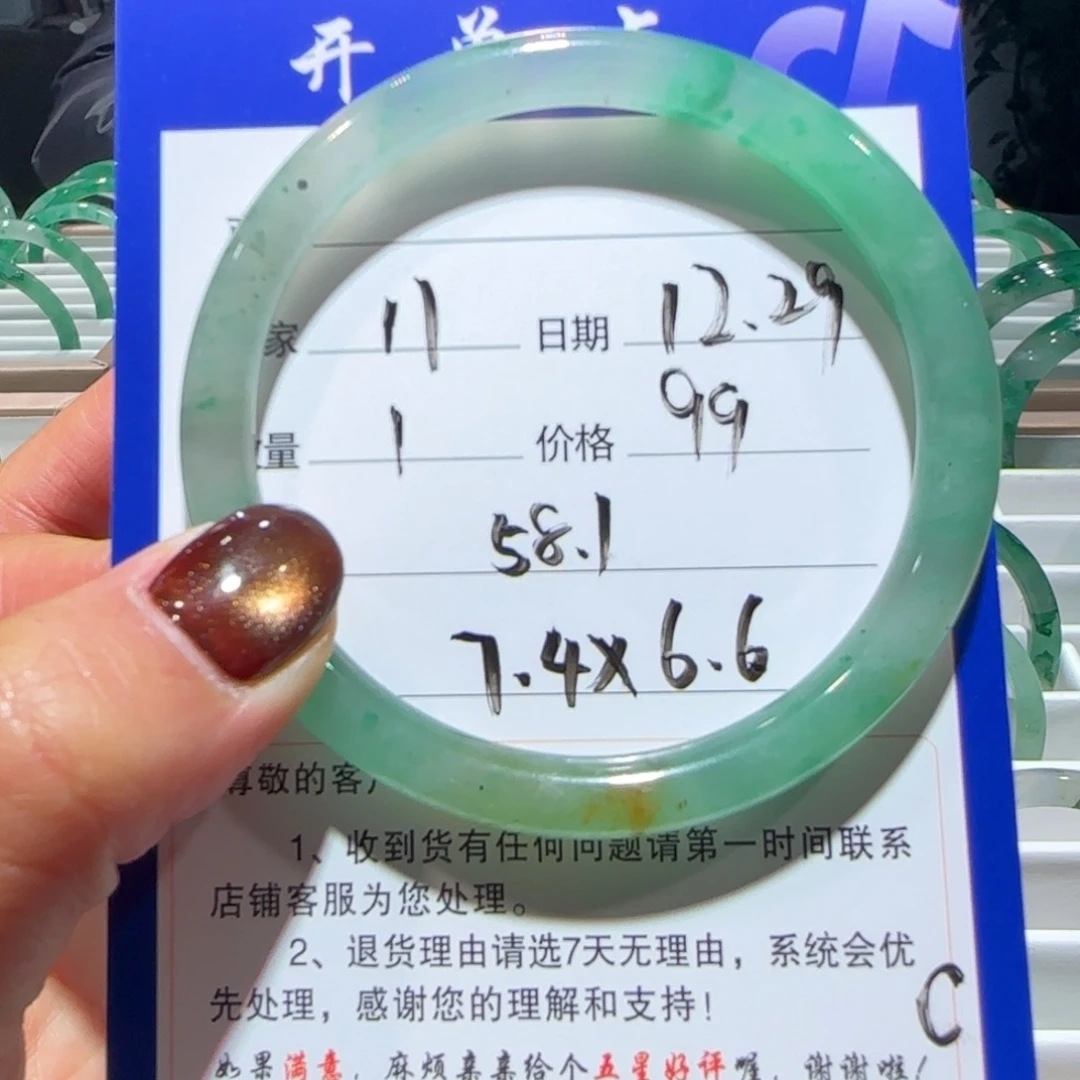 开单
家 11 日期 12.29
量 1 价格 99
58.1
7.4x6.6
尊敬的客户
1、收到货有任何问题请第一时间联系
店铺客服为您处理。
2、退货理由请选7天无理由，系统会优
先处理，感谢您的理解和支持！
C
如果满意，麻烦亲亲给个五星好评喔，谢谢啦！